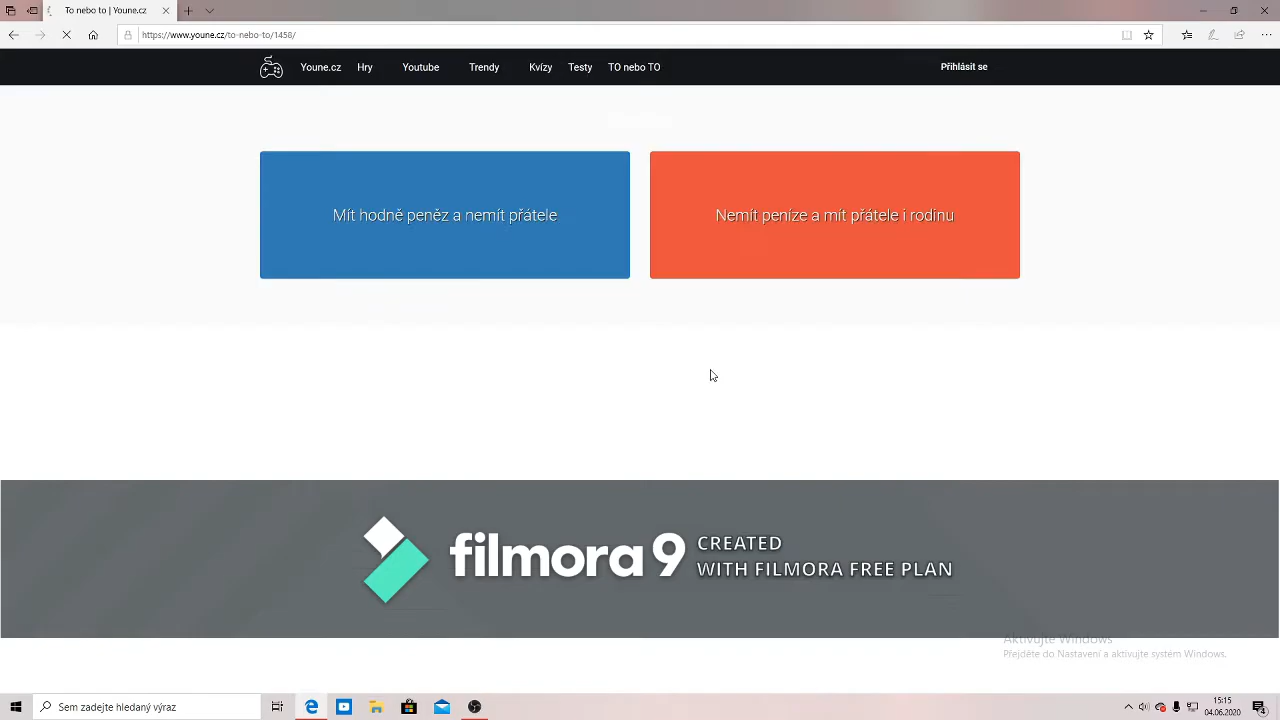 To nebo to | Youne.cz
https://www.youne.cz/to-nebo-to/1458/
Youne.cz Hry Youtube Trendy Kvízy Testy TO nebo TO Přihlásit se
Mít hodně peněz a nemít přátele
Nemít peníze a mít přátele i rodinu
filmora 9 CREATED
WITH FILMORA FREE PLAN
Aktivujte Windows
Přejděte do Nastavení a aktivujte systém Windows.
Sem zadejte hledaný výraz
15:15
04.06.2020